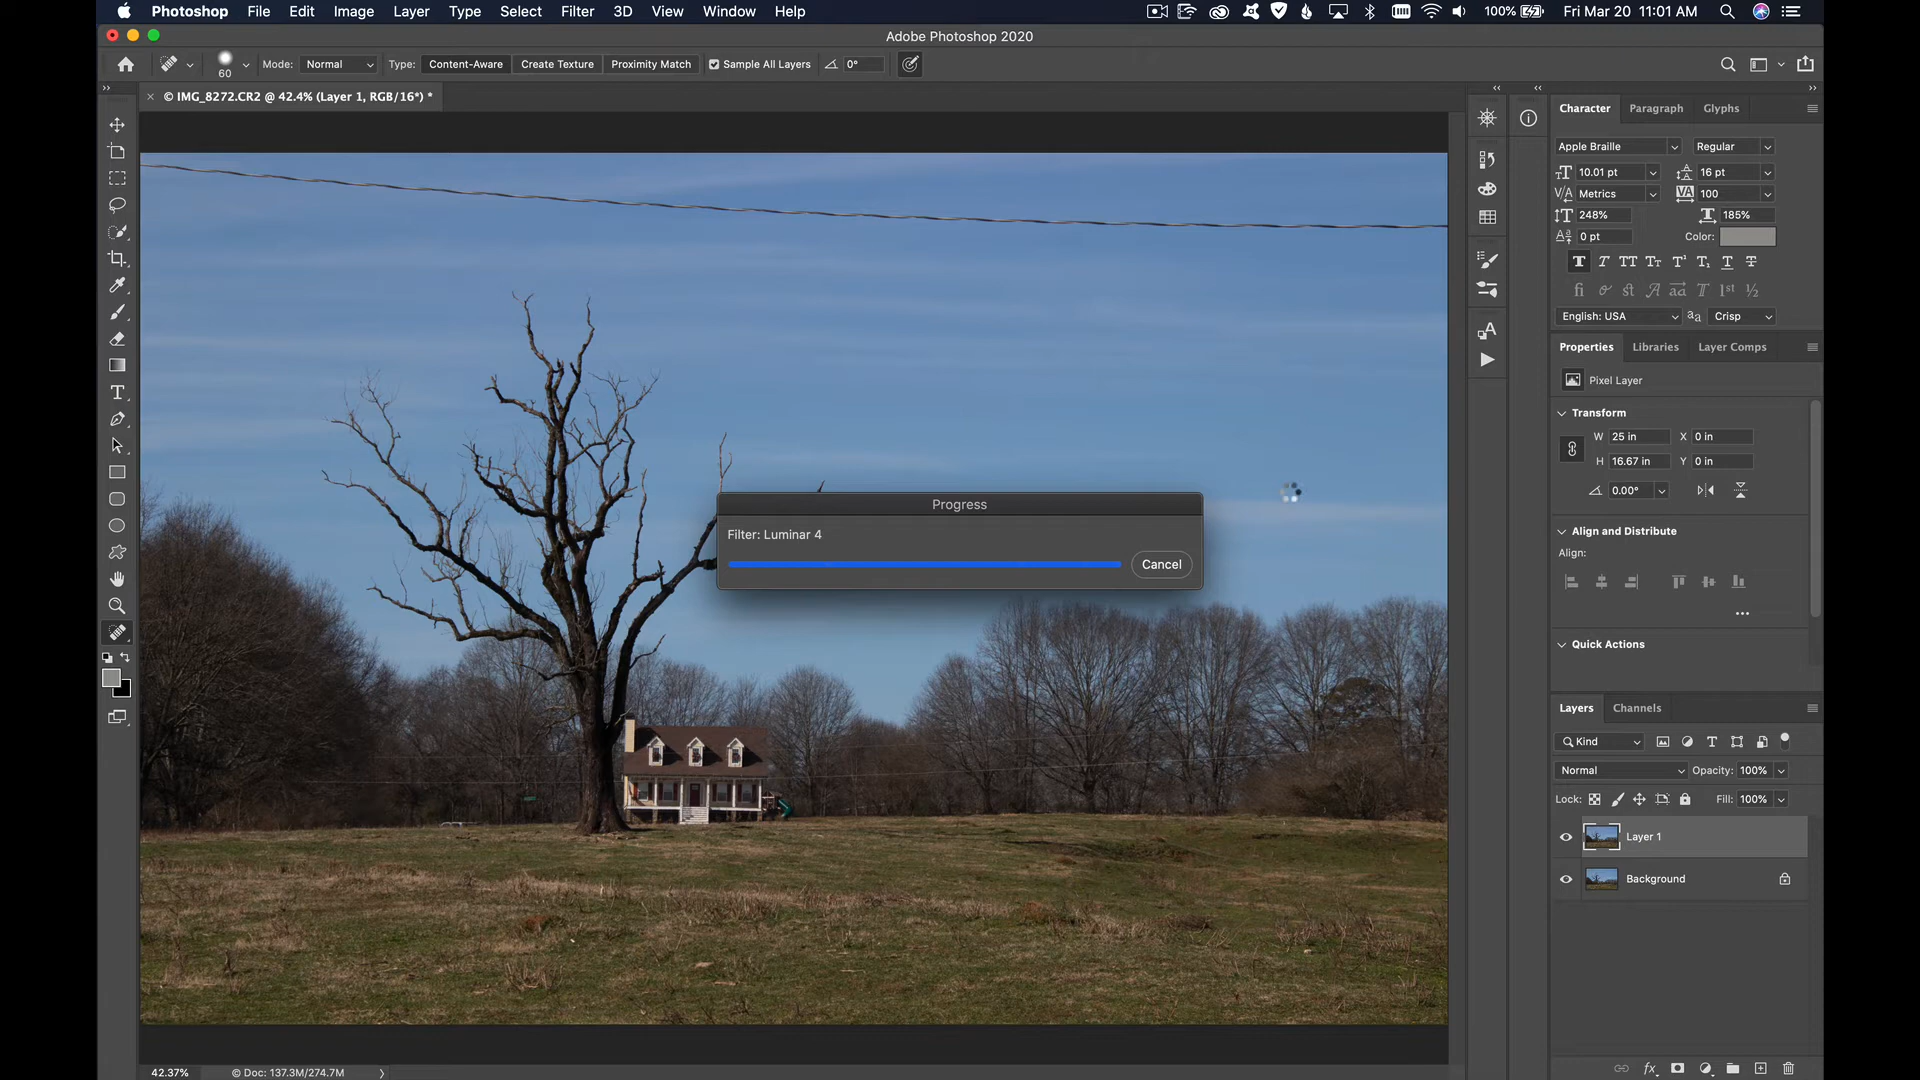 Photoshop File Edit Image Layer Type Select Filter 3D View Window Help 100% Fri Mar 20 11:01 AM
Adobe Photoshop 2020
60 Mode: Normal Type: Content-Aware Create Texture Proximity Match Sample All Layers 0°
© IMG_8272.CR2 @ 42.4% (Layer 1, RGB/16*) *
Character Paragraph Glyphs
Apple Braille Regular
10.01 pt 16 pt
Metrics 100
248% 185%
0 pt Color:
English: USA Crisp
Properties Libraries Layer Comps
Pixel Layer
Transform
W 25 in X 0 in
H 16.67 in Y 0 in
0.00°
Align and Distribute
Align:
Quick Actions
Progress
Filter: Luminar 4
Cancel
Layers Channels
Kind
Normal Opacity: 100%
Lock: Fill: 100%
Layer 1
Background
42.37% © Doc: 137.3M/274.7M